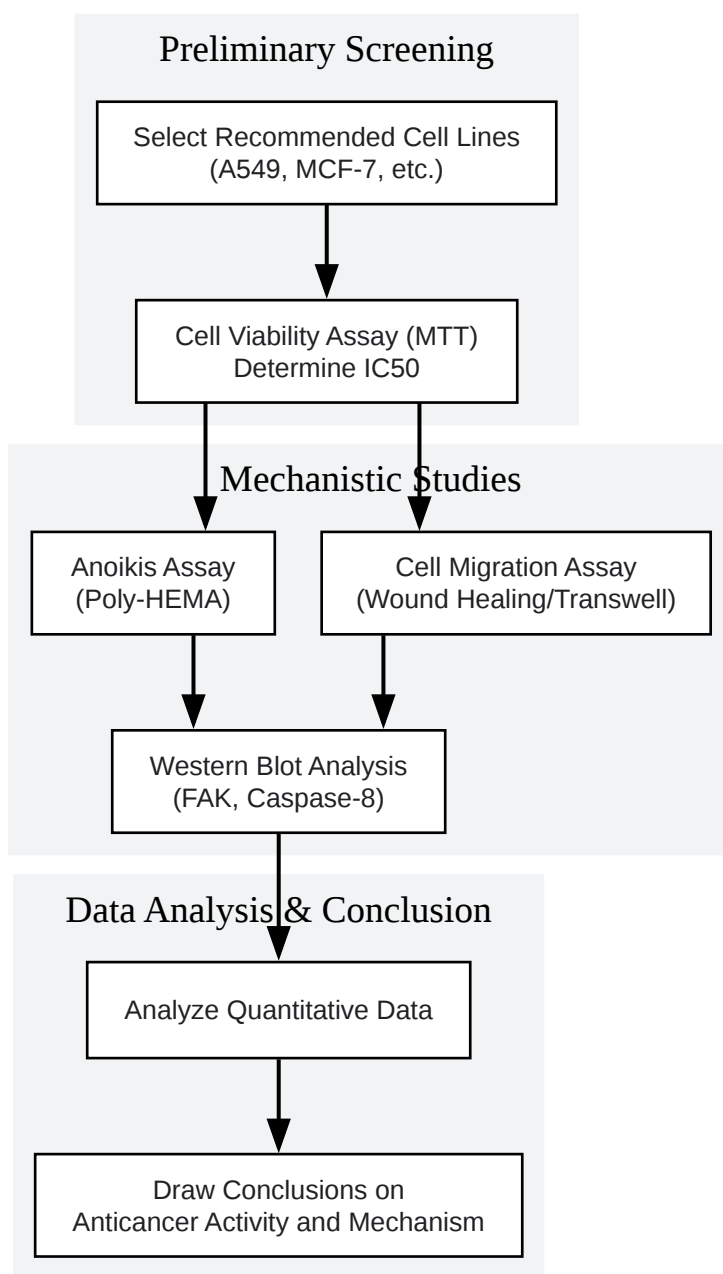 Preliminary Screening
Select Recommended Cell Lines
(A549, MCF-7, etc.)
Cell Viability Assay (MTT)
Determine IC50
Mechanistic Studies
Anoikis Assay
(Poly-HEMA)
Cell Migration Assay
(Wound Healing/Transwell)
Western Blot Analysis
(FAK, Caspase-8)
Data Analysis & Conclusion
Analyze Quantitative Data
Draw Conclusions on
Anticancer Activity and Mechanism